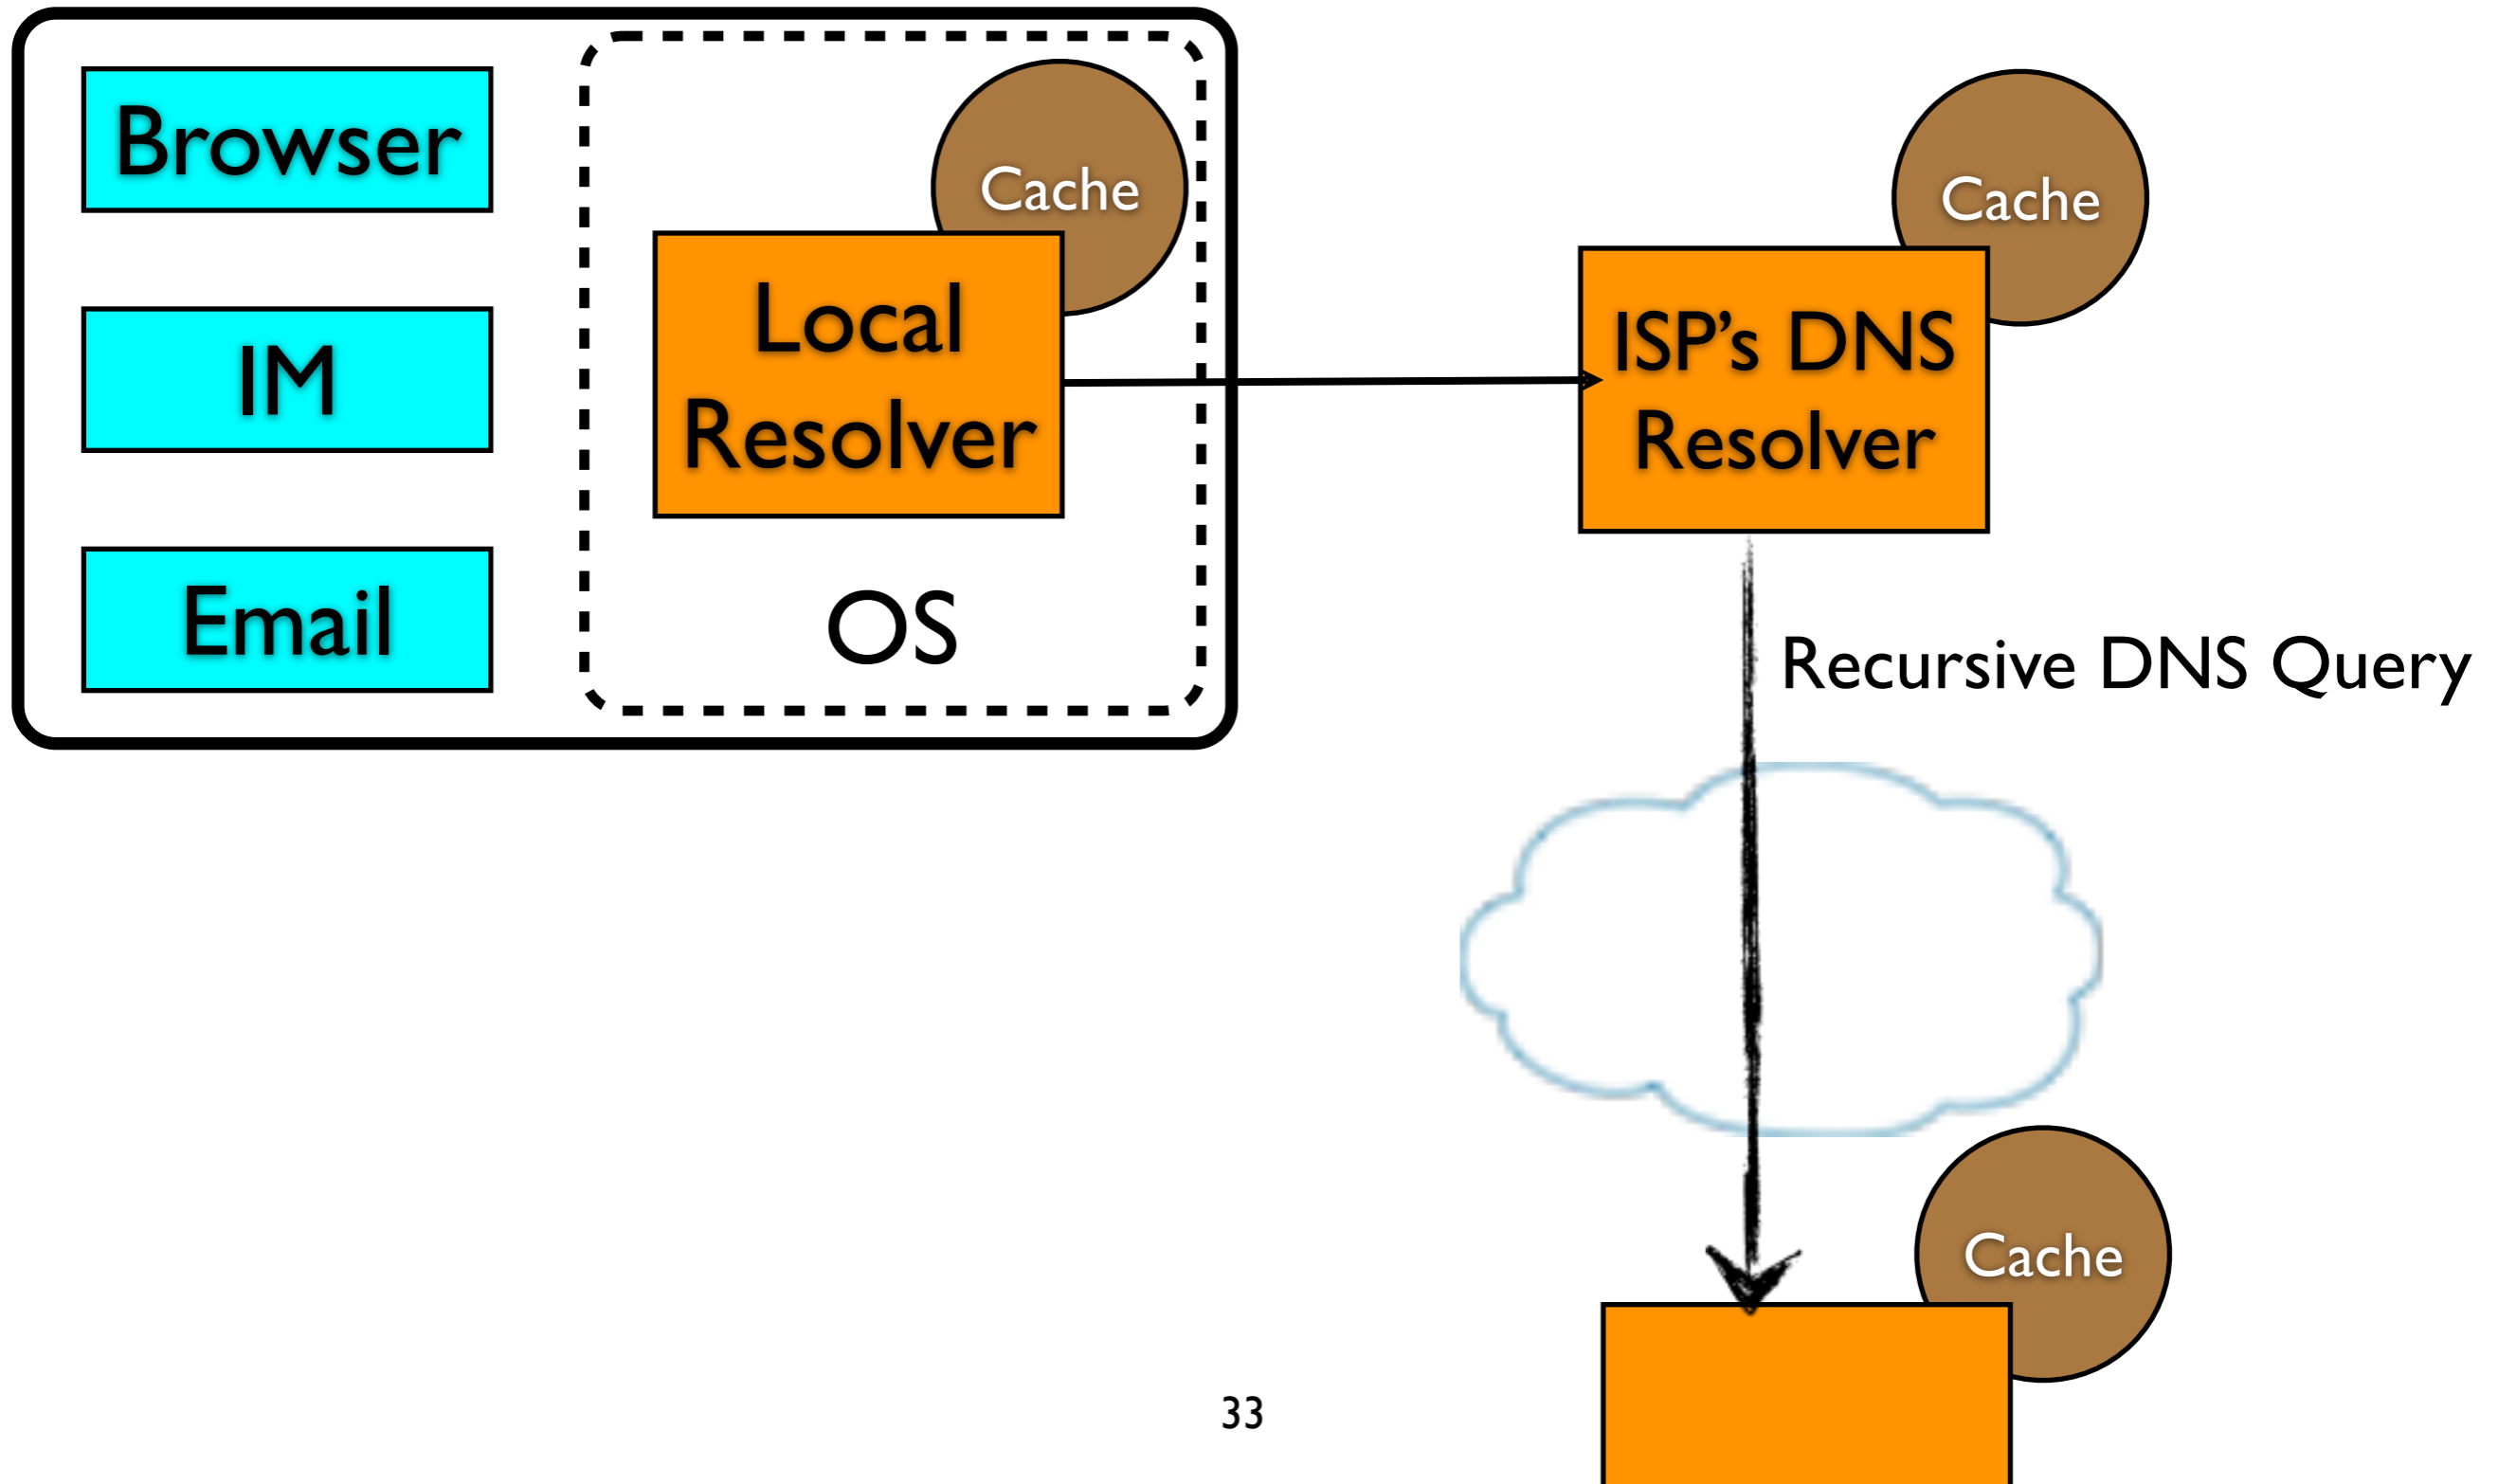 Browser
IM
Email
Cache
Local
Resolver
OS
Cache
ISP’s DNS
Resolver
Recursive DNS Query
Cache
33